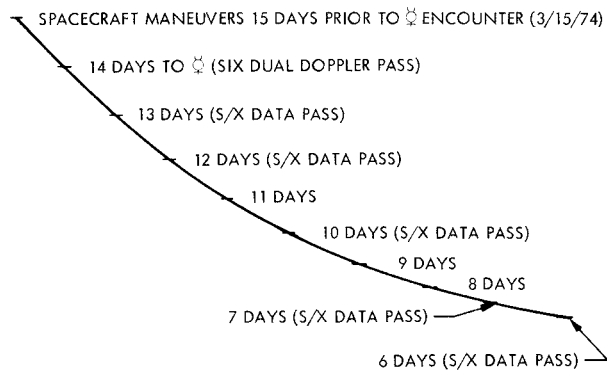 SPACECRAFT MANEUVERS 15 DAYS PRIOR TO ☿ ENCOUNTER (3/15/74)
14 DAYS TO ☿ (SIX DUAL DOPPLER PASS)
13 DAYS (S/X DATA PASS)
12 DAYS (S/X DATA PASS)
11 DAYS
10 DAYS (S/X DATA PASS)
9 DAYS
8 DAYS
7 DAYS (S/X DATA PASS)
6 DAYS (S/X DATA PASS)